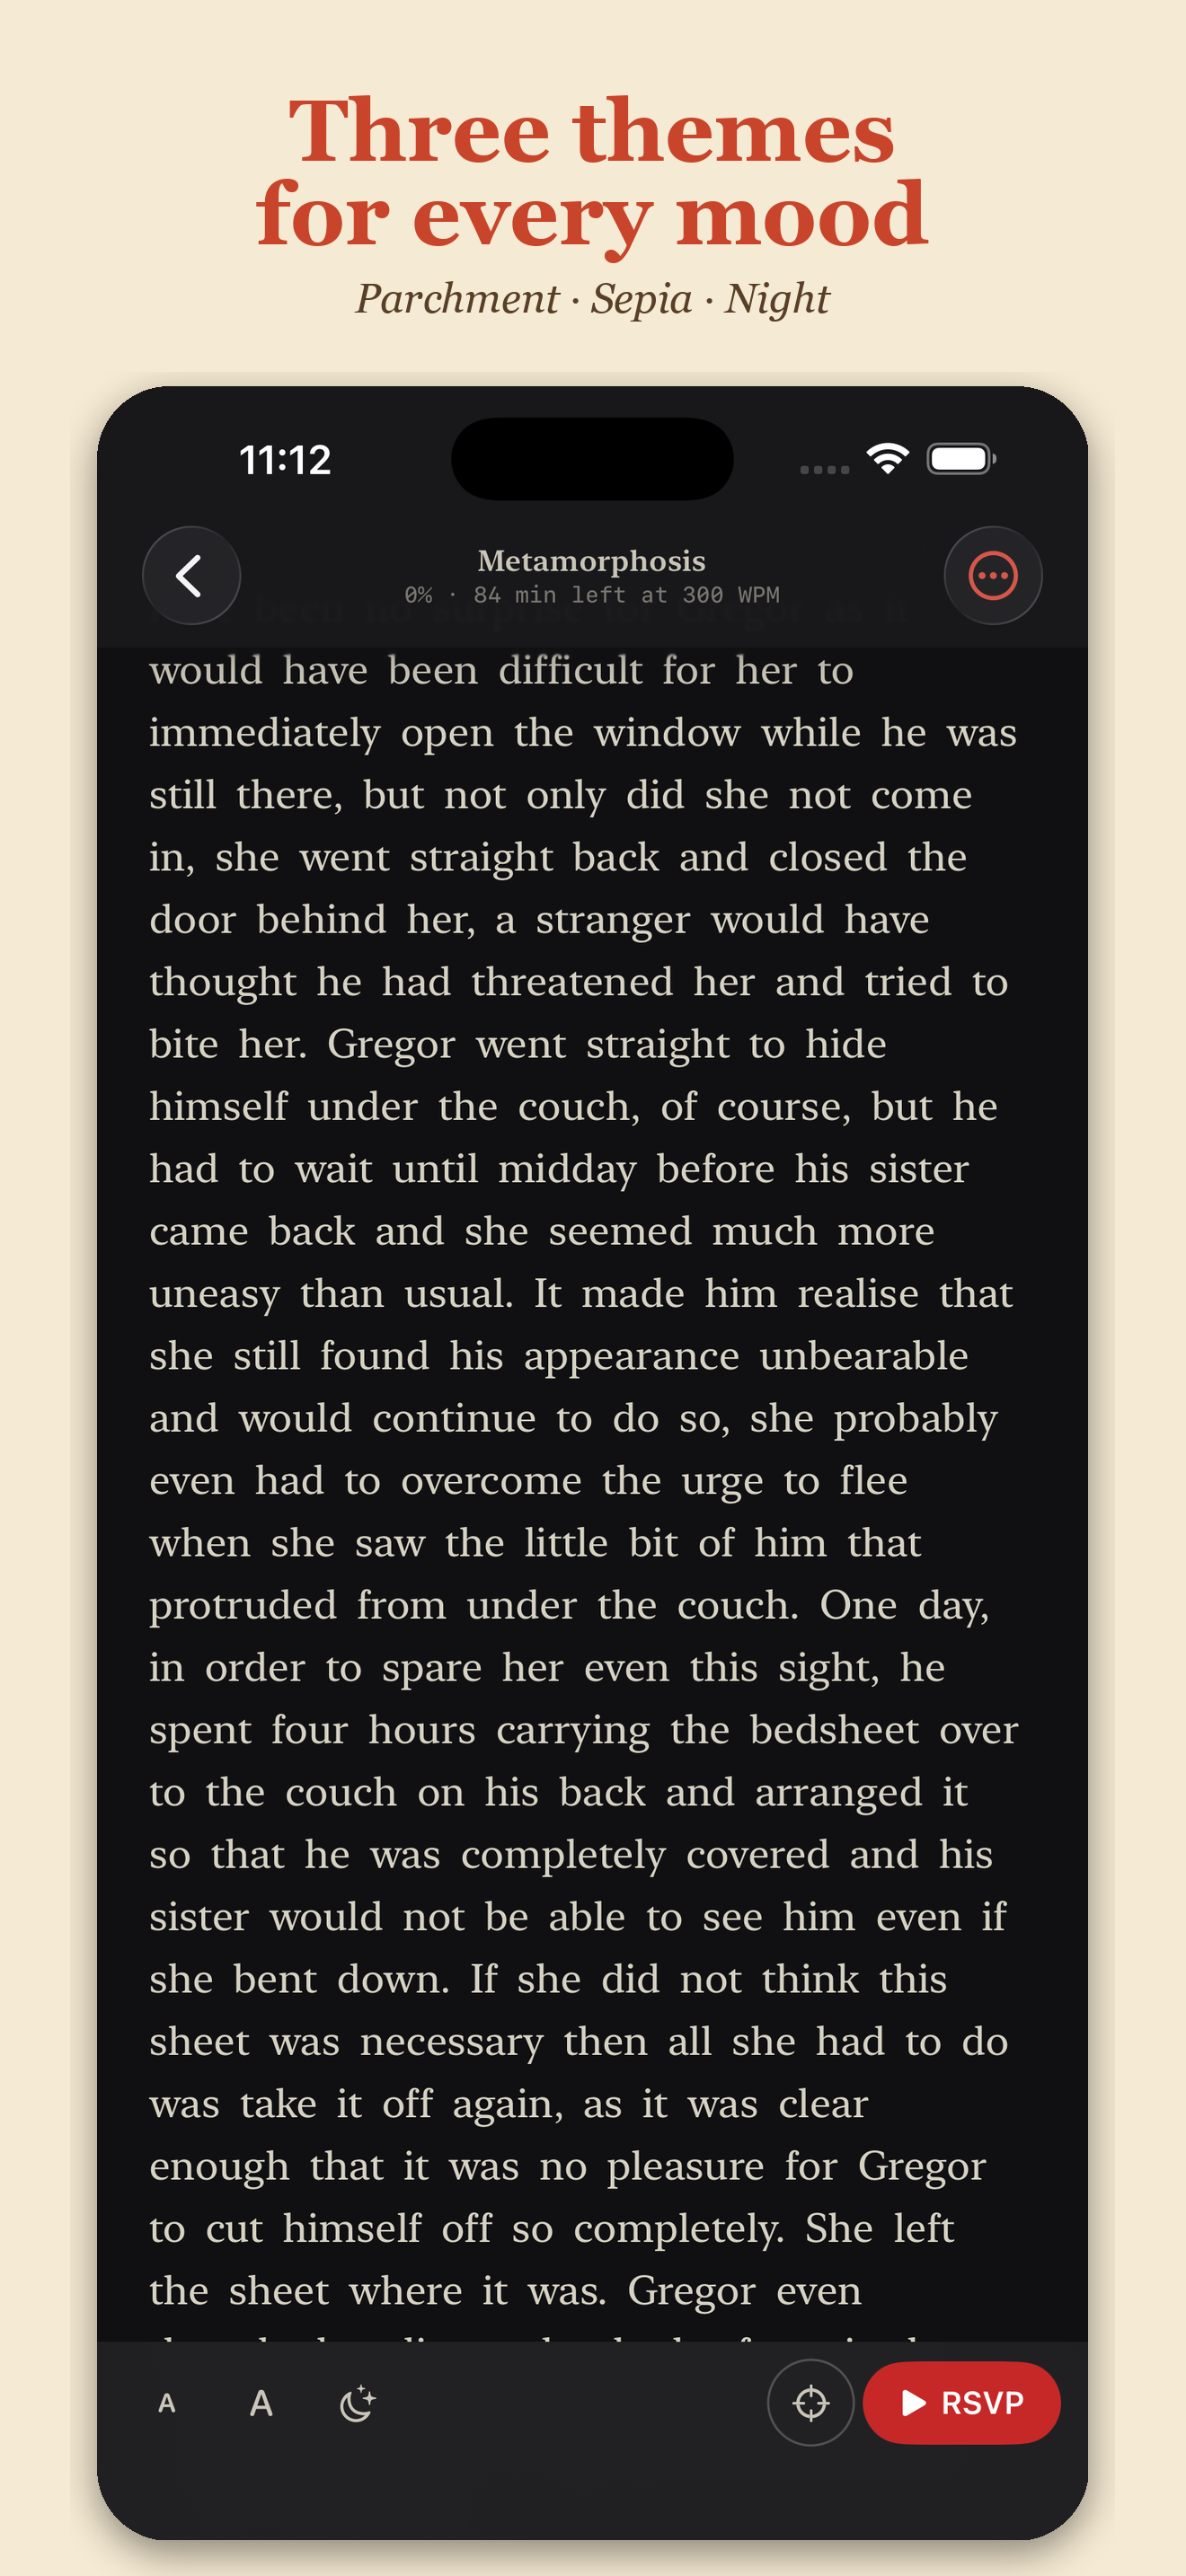 Three themes
for every mood
Parchment · Sepia · Night
11:12
Metamorphosis
0% · 84 min left at 300 WPM
been no surprise for Gregor as it
would have been difficult for her to
immediately open the window while he was
still there, but not only did she not come
in, she went straight back and closed the
door behind her, a stranger would have
thought he had threatened her and tried to
bite her. Gregor went straight to hide
himself under the couch, of course, but he
had to wait until midday before his sister
came back and she seemed much more
uneasy than usual. It made him realise that
she still found his appearance unbearable
and would continue to do so, she probably
even had to overcome the urge to flee
when she saw the little bit of him that
protruded from under the couch. One day,
in order to spare her even this sight, he
spent four hours carrying the bedsheet over
to the couch on his back and arranged it
so that he was completely covered and his
sister would not be able to see him even if
she bent down. If she did not think this
sheet was necessary then all she had to do
was take it off again, as it was clear
enough that it was no pleasure for Gregor
to cut himself off so completely. She left
the sheet where it was. Gregor even
A A RSVP